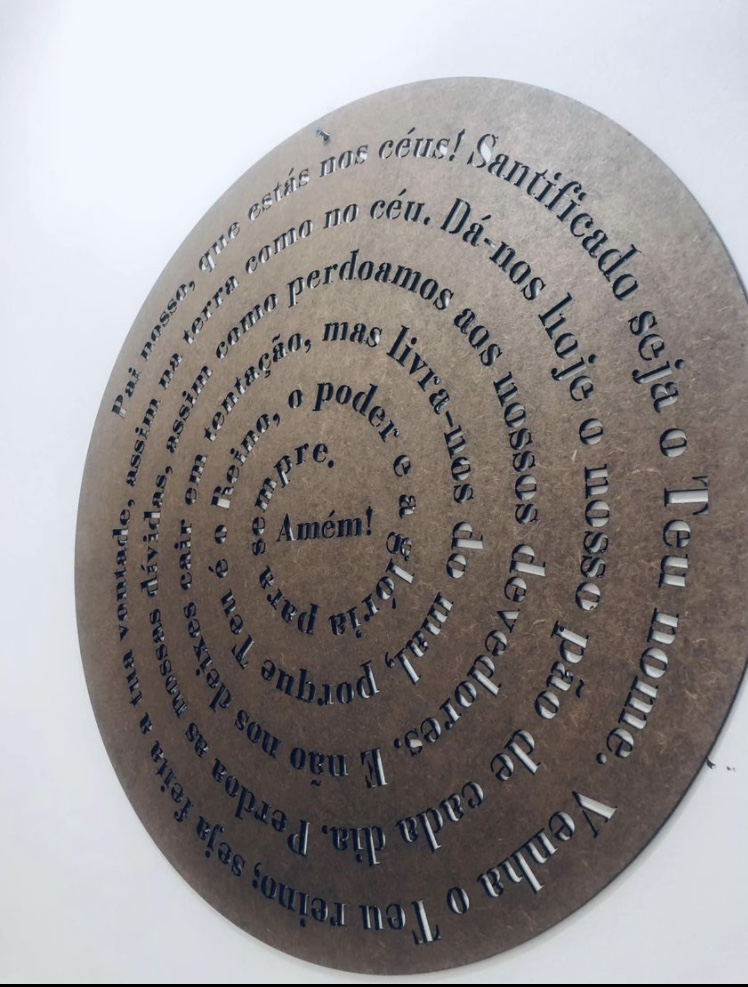 Pai nosso, que estás nos céus! Santificado seja o Teu nome. Venha o Teu reino; seja feita a tua vontade, assim na terra como no céu. Dá-nos hoje o nosso pão de cada dia. Perdoa as nossas dívidas, assim como perdoamos aos nossos devedores. E não nos deixes cair em tentação, mas livra-nos do mal, porque Teu é o Reino, o poder e a glória para sempre.
Amém!